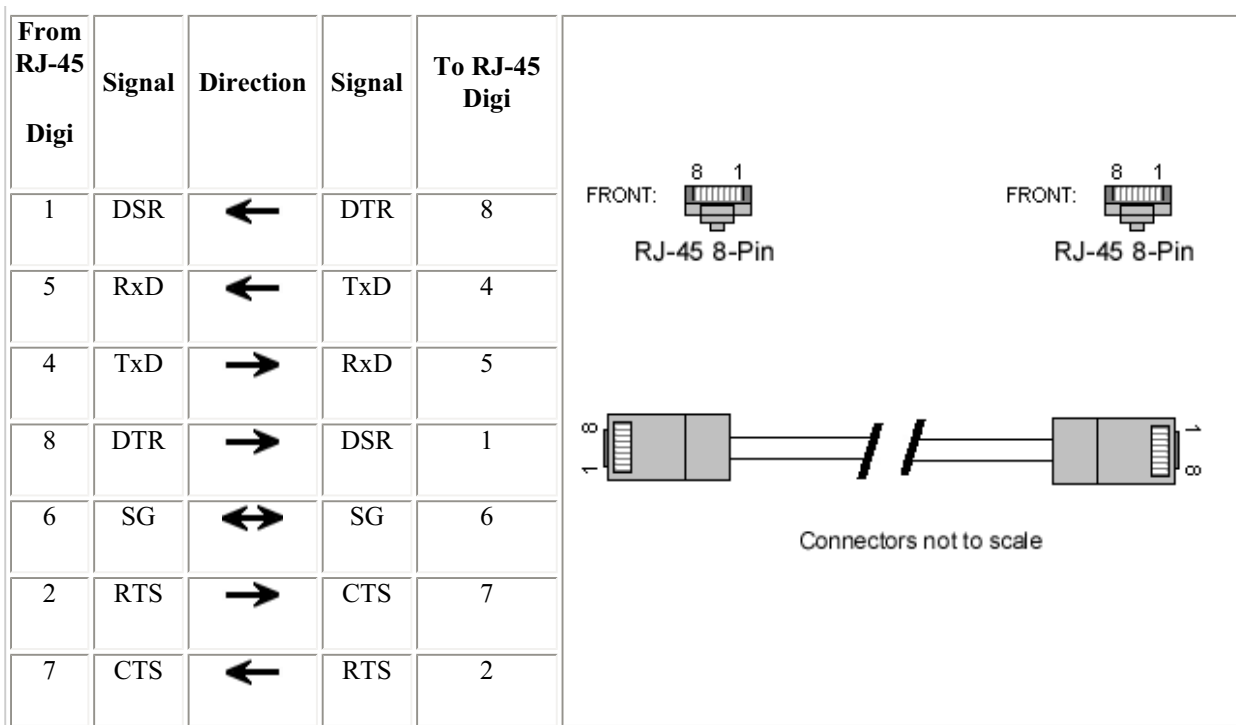 From RJ-45 Digi Signal Direction Signal To RJ-45 Digi
1 DSR DTR 8
5 RxD TxD 4
4 TxD RxD 5
8 DTR DSR 1
6 SG SG 6
2 RTS CTS 7
7 CTS RTS 2
8 1
FRONT:
RJ-45 8-Pin
8 1
FRONT:
RJ-45 8-Pin
8
1
1
8
Connectors not to scale